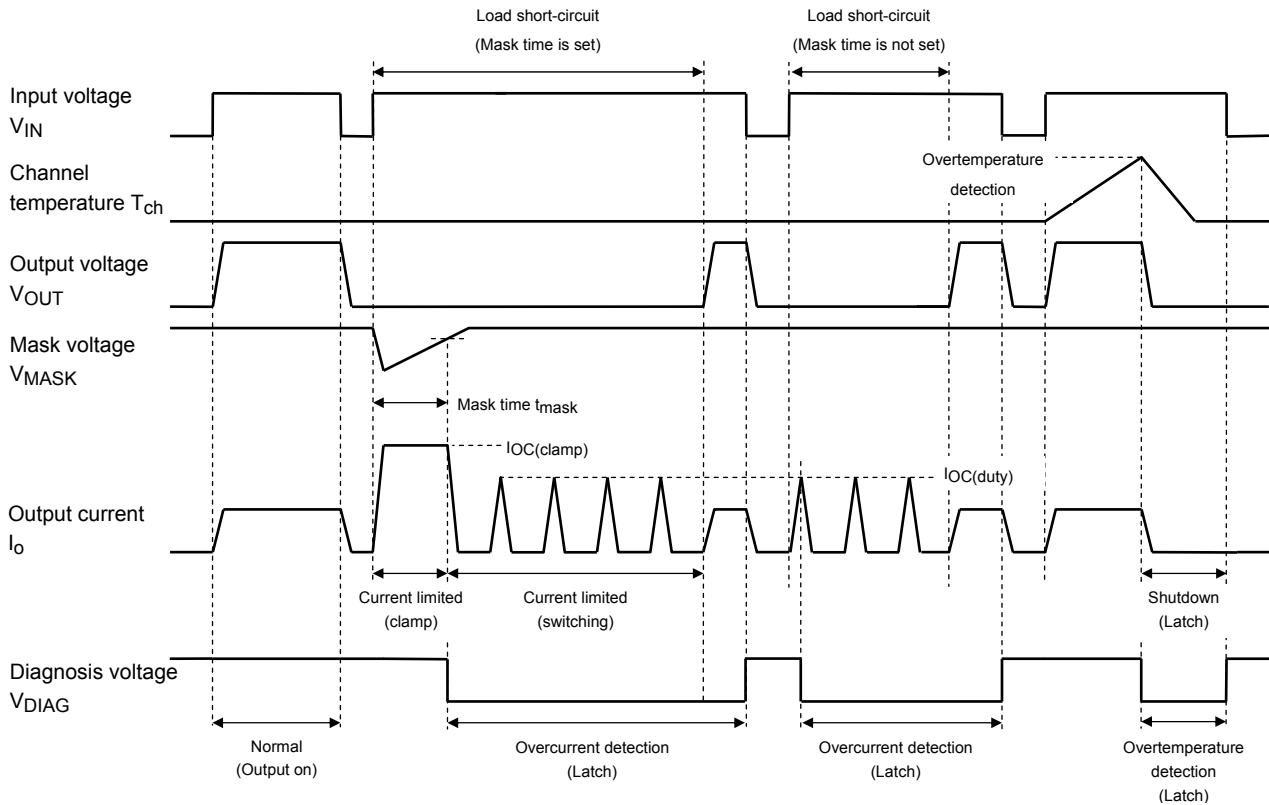 Load short-circuit
(Mask time is set)
Load short-circuit
(Mask time is not set)
Input voltage
VIN
Overtemperature
detection
Channel
temperature Tch
Output voltage
VOUT
Mask voltage
VMASK
Mask time tmask
IOC(clamp)
IOC(duty)
Output current
Io
Current limited
(clamp)
Current limited
(switching)
Shutdown
(Latch)
Diagnosis voltage
VDIAG
Normal
(Output on)
Overcurrent detection
(Latch)
Overcurrent detection
(Latch)
Overtemperature
detection
(Latch)